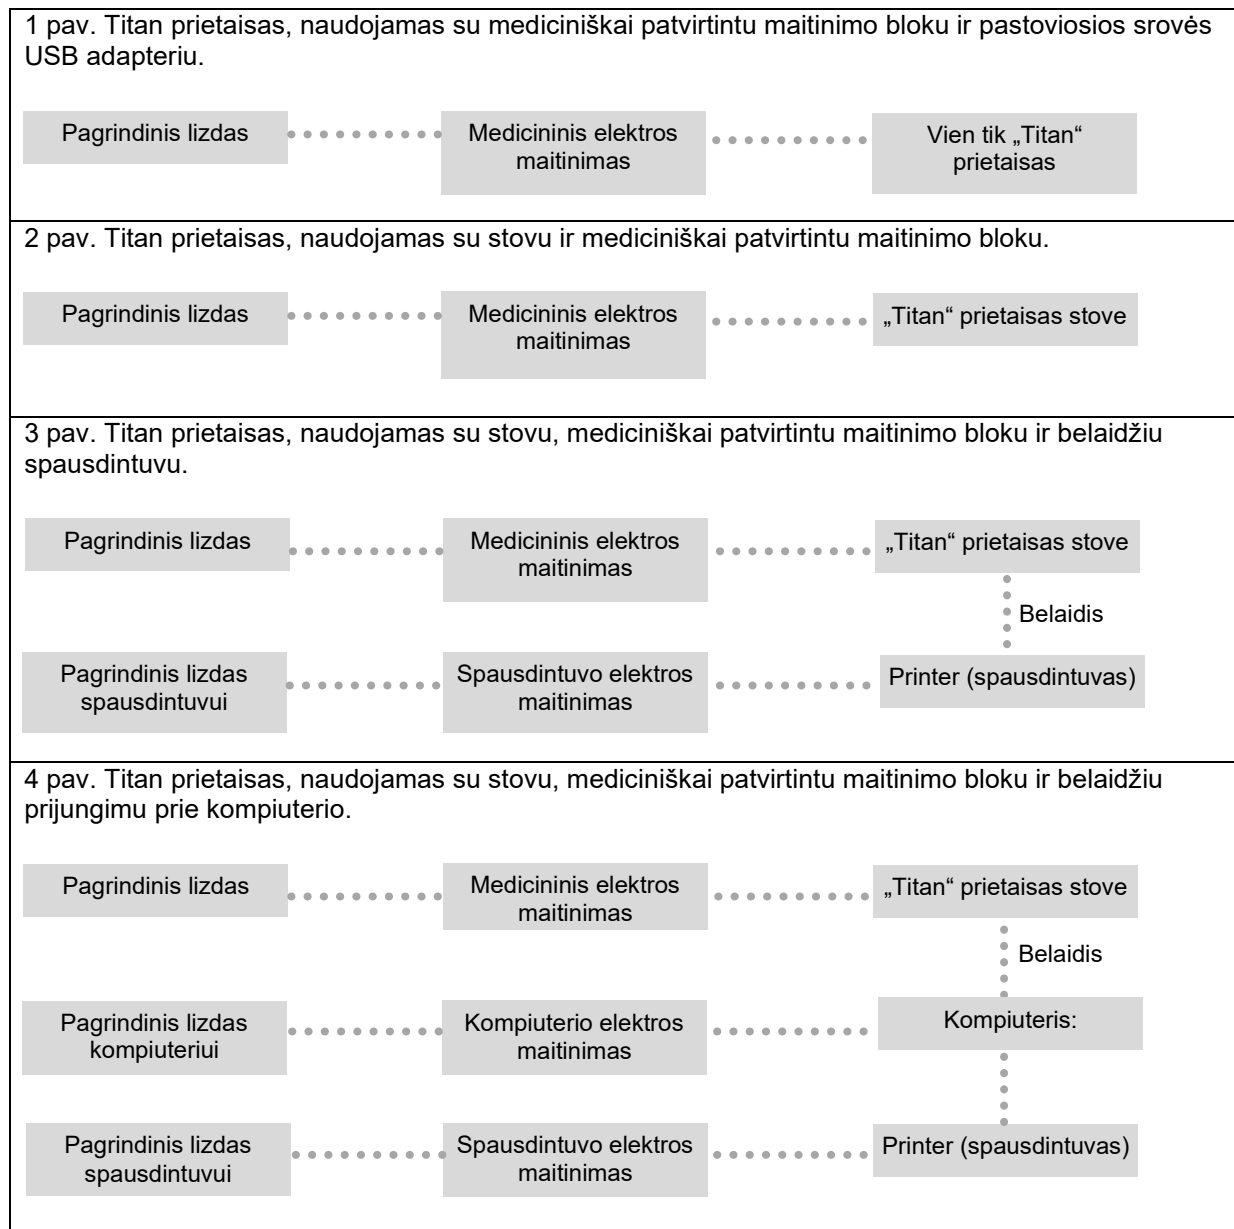 1 pav. Titan prietaisas, naudojamas su mediciniškai patvirtintu maitinimo bloku ir pastoviosios srovės
USB adapteriu.
Pagrindinis lizdas
Medicininis elektros
maitinimas
Vien tik „Titan“
prietaisas
2 pav. Titan prietaisas, naudojamas su stovu ir mediciniškai patvirtintu maitinimo bloku.
Pagrindinis lizdas
Medicininis elektros
maitinimas
„Titan“ prietaisas stove
3 pav. Titan prietaisas, naudojamas su stovu, mediciniškai patvirtintu maitinimo bloku ir belaidžiu
spausdintuvu.
Pagrindinis lizdas
Medicininis elektros
maitinimas
„Titan“ prietaisas stove
Belaidis
Pagrindinis lizdas
spausdintuvui
Spausdintuvo elektros
maitinimas
Printer (spausdintuvas)
4 pav. Titan prietaisas, naudojamas su stovu, mediciniškai patvirtintu maitinimo bloku ir belaidžiu
prijungimu prie kompiuterio.
Pagrindinis lizdas
Medicininis elektros
maitinimas
„Titan“ prietaisas stove
Belaidis
Pagrindinis lizdas
kompiuteriui
Kompiuterio elektros
maitinimas
Kompiuteris:
Pagrindinis lizdas
spausdintuvui
Spausdintuvo elektros
maitinimas
Printer (spausdintuvas)